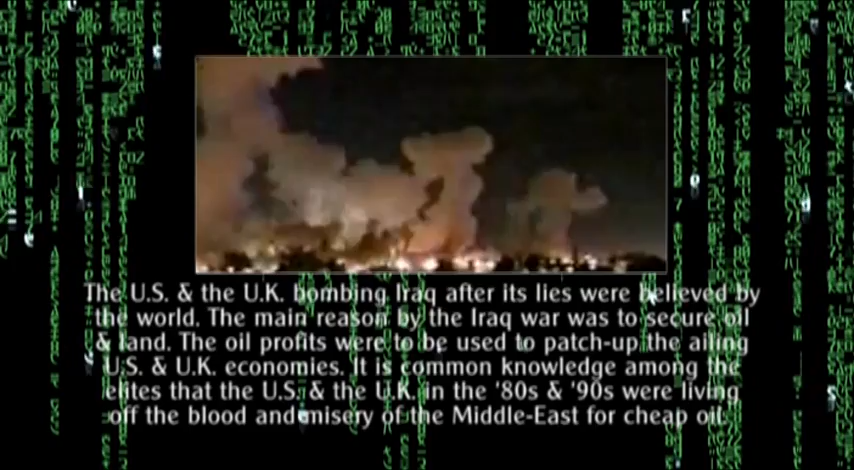 The U.S. & the U.K. bombing Iraq after its lies were believed by
the world. The main reason by the Iraq war was to secure oil
& land. The oil profits were to be used to patch-up the ailing
U.S. & U.K. economies. It is common knowledge among the
elites that the U.S. & the U.K. in the '80s & '90s were living
off the blood and misery of the Middle-East for cheap oil.